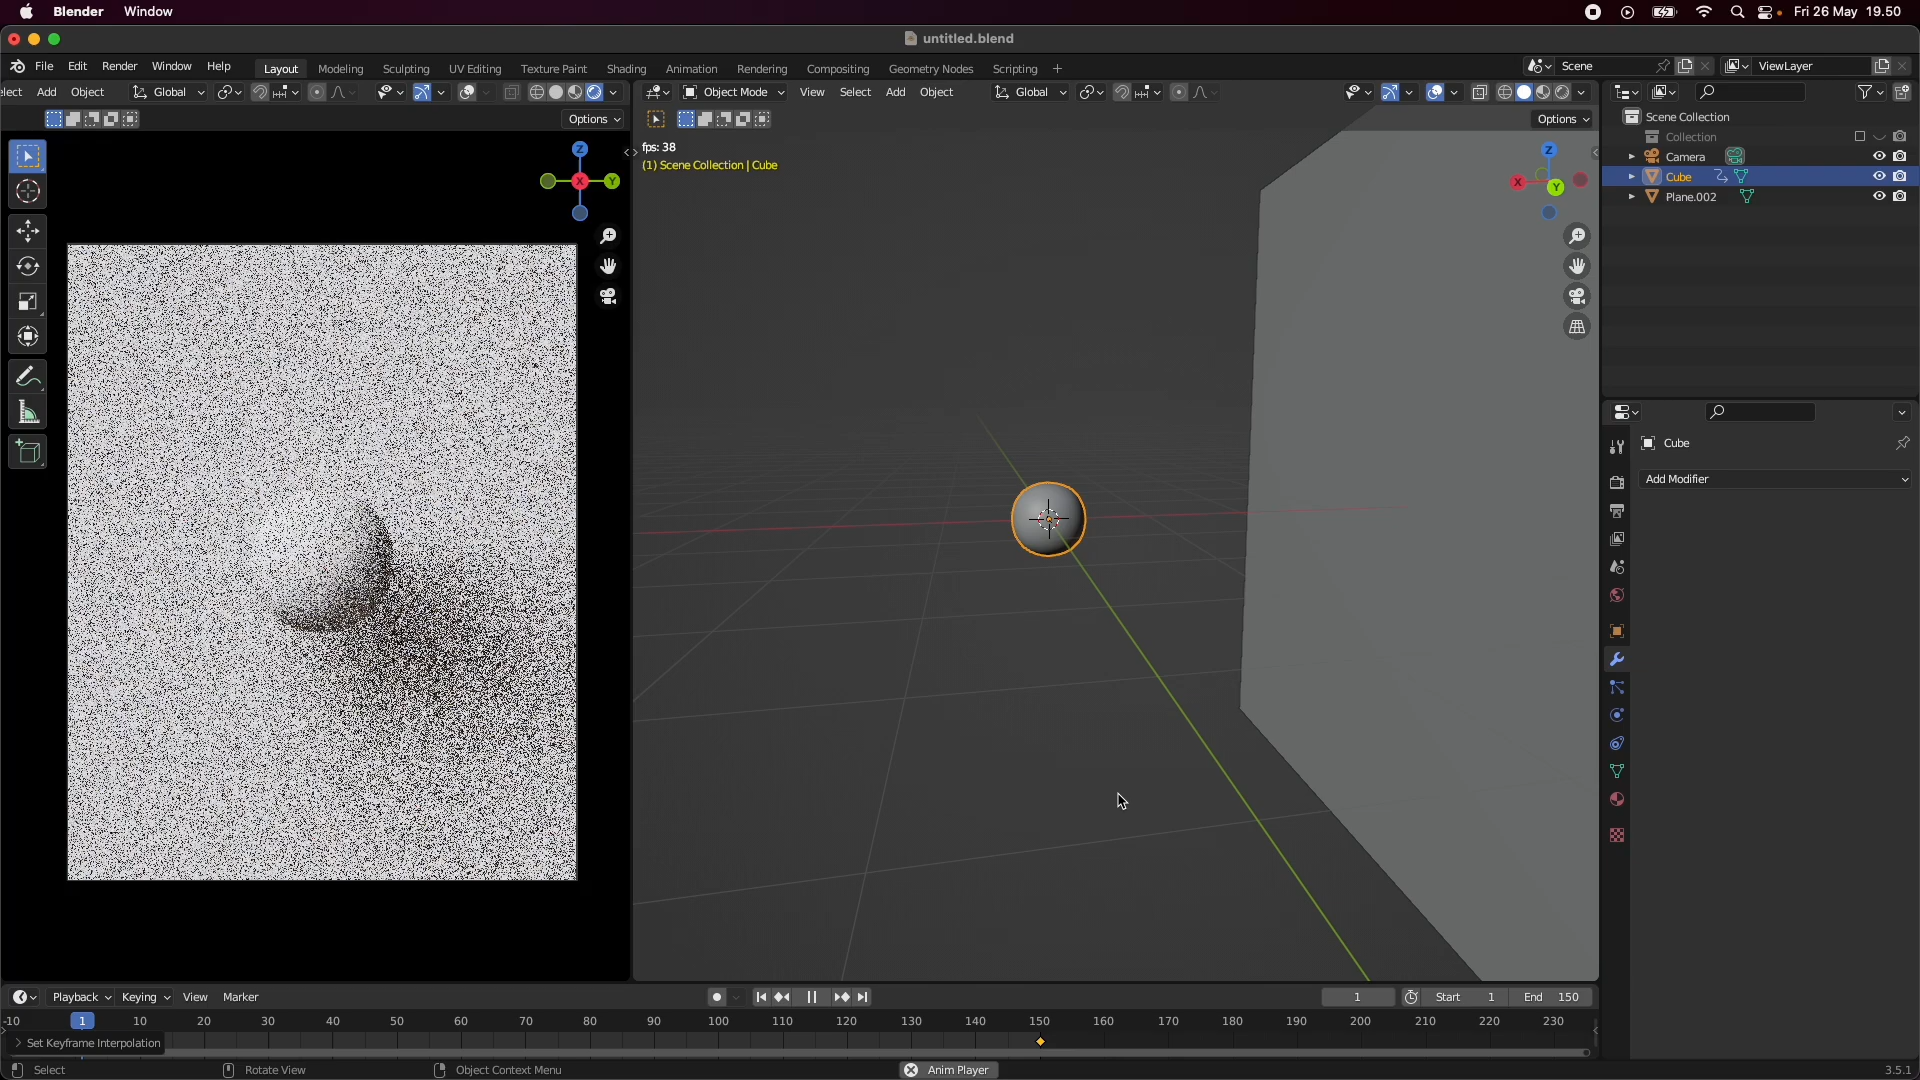 Blender Window Fri 26 May 19.50
untitled.blend
File Edit Render Window Help Layout Modeling Sculpting UV Editing Texture Paint Shading Animation Rendering Compositing Geometry Nodes Scripting + Scene ViewLayer
lect Add Object Global Object Mode View Select Add Object Global
Options Options
Scene Collection
Collection
Camera
Cube
Plane.002
fps: 38
(1) Scene Collection | Cube
Z
X
Y
Z
X
Y
Cube
Add Modifier
Playback Keying View Marker 1 Start 1 End 150
-10 1 10 20 30 40 50 60 70 80 90 100 110 120 130 140 150 160 170 180 190 200 210 220 230
> Set Keyframe Interpolation
Select Rotate View Object Context Menu Anim Player 3.5.1